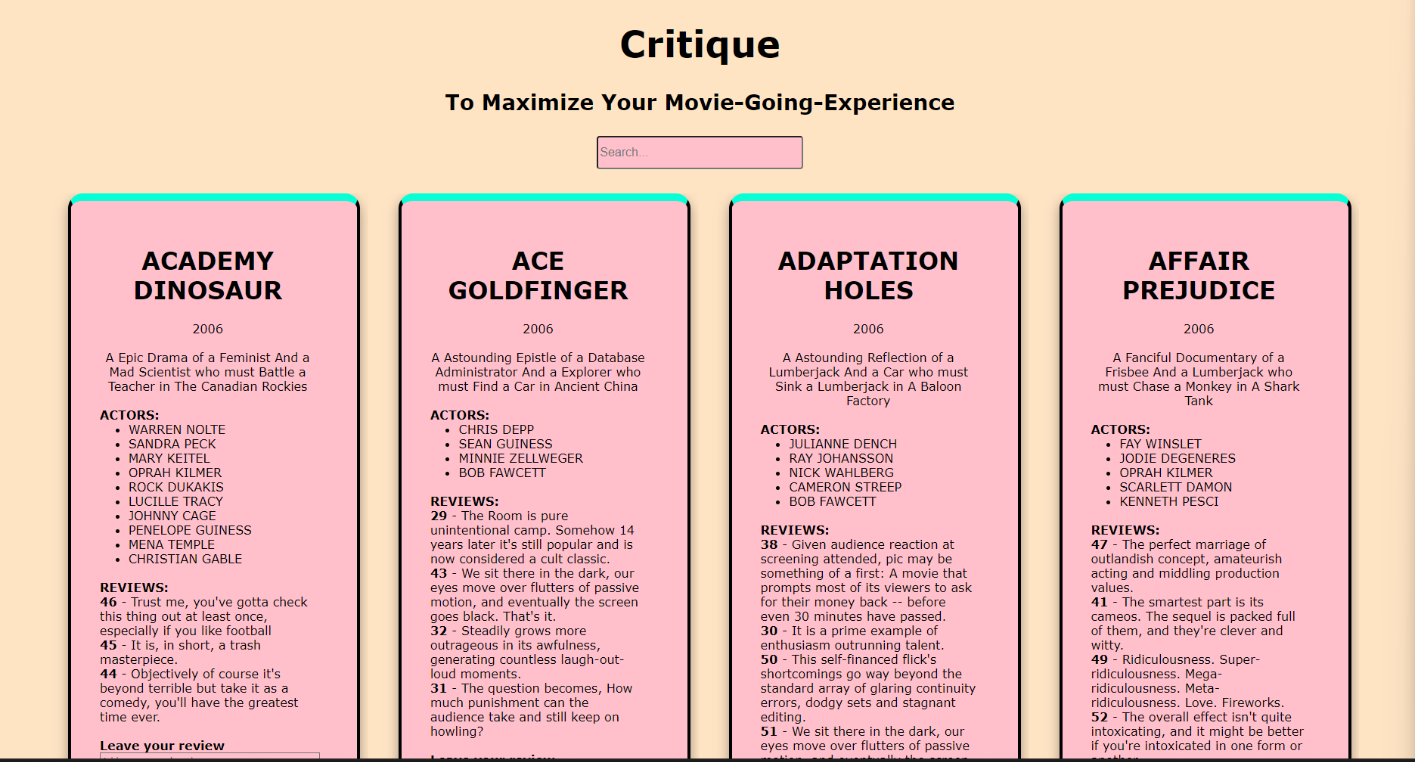 Critique
To Maximize Your Movie-Going-Experience
Search...
ACADEMY
DINOSAUR
2006
A Epic Drama of a Feminist And a
Mad Scientist who must Battle a
Teacher in The Canadian Rockies
ACTORS:
• WARREN NOLTE
• SANDRA PECK
• MARY KEITEL
• OPRAH KILMER
• ROCK DUKAKIS
• LUCILLE TRACY
• JOHNNY CAGE
• PENELOPE GUINESS
• MENA TEMPLE
• CHRISTIAN GABLE
REVIEWS:
46 - Trust me, you've gotta check
this thing out at least once,
especially if you like football
45 - It is, in short, a trash
masterpiece.
44 - Objectively of course it's
beyond terrible but take it as a
comedy, you'll have the greatest
time ever.
Leave your review
ACE
GOLDFINGER
2006
A Astounding Epistle of a Database
Administrator And a Explorer who
must Find a Car in Ancient China
ACTORS:
• CHRIS DEPP
• SEAN GUINESS
• MINNIE ZELLWEGER
• BOB FAWCETT
REVIEWS:
29 - The Room is pure
unintentional camp. Somehow 14
years later it's still popular and is
now considered a cult classic.
43 - We sit there in the dark, our
eyes move over flutters of passive
motion, and eventually the screen
goes black. That's it.
32 - Steadily grows more
outrageous in its awfulness,
generating countless laugh-out-
loud moments.
31 - The question becomes, How
much punishment can the
audience take and still keep on
howling?
Leave your review
ADAPTATION
HOLES
2006
A Astounding Reflection of a
Lumberjack And a Car who must
Sink a Lumberjack in A Baloon
Factory
ACTORS:
• JULIANNE DENCH
• RAY JOHANSSON
• NICK WAHLBERG
• CAMERON STREEP
• BOB FAWCETT
REVIEWS:
38 - Given audience reaction at
screening attended, pic may be
something of a first: A movie that
prompts most of its viewers to ask
for their money back -- before
even 30 minutes have passed.
30 - It is a prime example of
enthusiasm outrunning talent.
50 - This self-financed flick's
shortcomings go way beyond the
standard array of glaring continuity
errors, dodgy sets and stagnant
editing.
51 - We sit there in the dark, our
eyes move over flutters of passive
motion, and eventually the screen
AFFAIR
PREJUDICE
2006
A Fanciful Documentary of a
Frisbee And a Lumberjack who
must Chase a Monkey in A Shark
Tank
ACTORS:
• FAY WINSLET
• JODIE DEGENERES
• OPRAH KILMER
• SCARLETT DAMON
• KENNETH PESCI
REVIEWS:
47 - The perfect marriage of
outlandish concept, amateurish
acting and middling production
values.
41 - The smartest part is its
cameos. The sequel is packed full
of them, and they're clever and
witty.
49 - Ridiculousness. Super-
ridiculousness. Mega-
ridiculousness. Meta-
ridiculousness. Love. Fireworks.
52 - The overall effect isn't quite
intoxicating, and it might be better
if you're intoxicated in one form or
another.